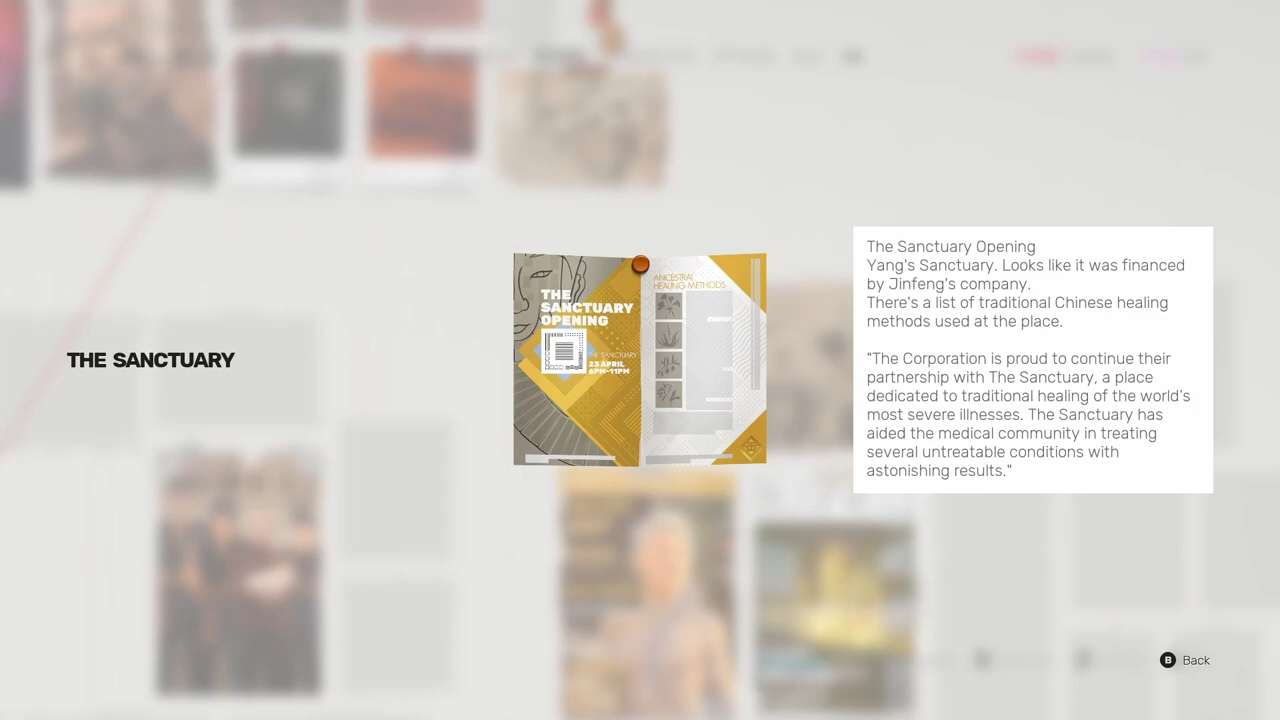 THE SANCTUARY
THE
SANCTUARY
OPENING
THE SANCTUARY
23 APRIL
6PM-11PM
ANCESTRAL
HEALING METHODS
The Sanctuary Opening
Yang's Sanctuary. Looks like it was financed
by Jinfeng's company.
There's a list of traditional Chinese healing
methods used at the place.
"The Corporation is proud to continue their
partnership with The Sanctuary, a place
dedicated to traditional healing of the world's
most severe illnesses. The Sanctuary has
aided the medical community in treating
several untreatable conditions with
astonishing results."
B Back